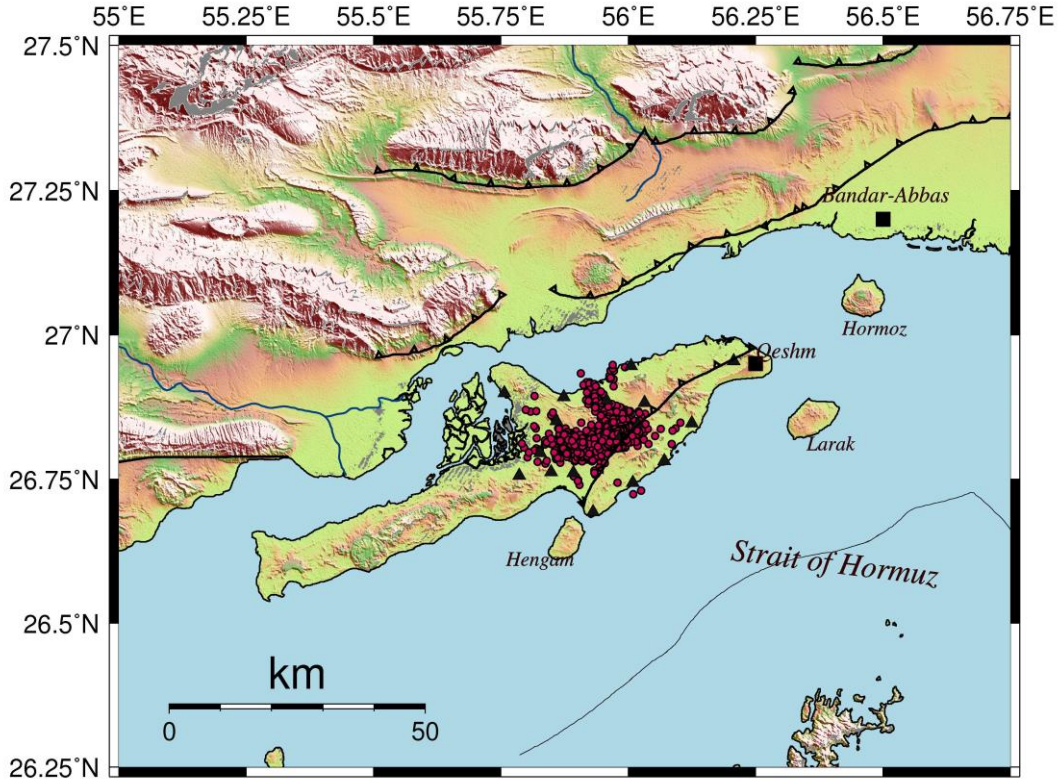 55˚E 55.25˚E 55.5˚E 55.75˚E 56˚E 56.25˚E 56.5˚E 56.75˚E
27.5˚N
27.25˚N
Bandar-Abbas
27˚N
Hormoz
Qeshm
Larak
26.75˚N
Hengam
Strait of Hormuz
26.5˚N
km
0 50
26.25˚N